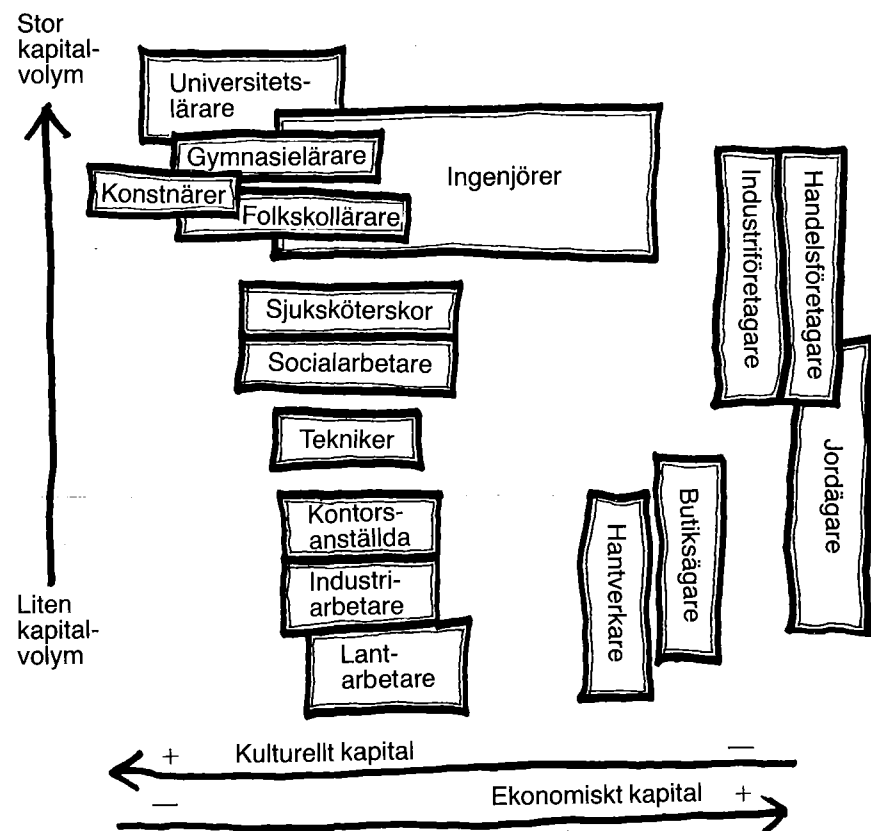 Stor
kapital-
volym
Universitets-
lärare
Gymnasielärare
Ingenjörer
Konstnärer
Folkskollärare
Industriföretagare
Handelsföretagare
Sjuksköterskor
Socialarbetare
Tekniker
Jordägare
Butiksägare
Hantverkare
Kontors-
anställda
Industri-
arbetare
Liten
kapital-
volym
Lant-
arbetare
+ Kulturellt kapital —
— Ekonomiskt kapital +